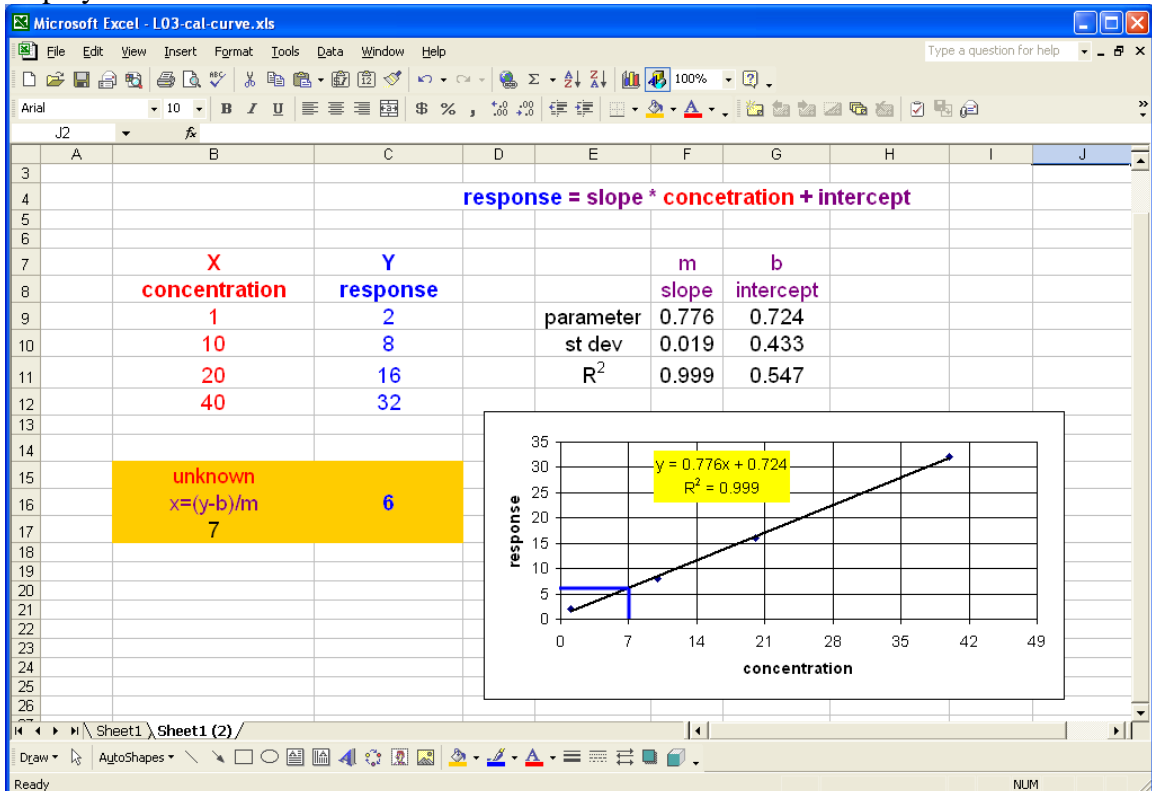 Microsoft Excel - L03-cal-curve.xls
File Edit View Insert Format Tools Data Window Help Type a question for help
100%
Arial 10 B I U $ % ,
J2 fx
A B C D E F G H I J
3
4 response = slope * concetration + intercept
5
6
7 X Y m b
8 concentration response slope intercept
9 1 2 parameter 0.776 0.724
10 10 8 st dev 0.019 0.433
11 20 16 R² 0.999 0.547
12 40 32
13
14
15 unknown
16 x=(y-b)/m 6
17 7
18
19
20
21
22
23
24
25
26
35
30
25
20
15
10
5
0
response
y = 0.776x + 0.724
R² = 0.999
0 7 14 21 28 35 42 49
concentration
Sheet1 Sheet1 (2)
Draw AutoShapes
Ready NUM